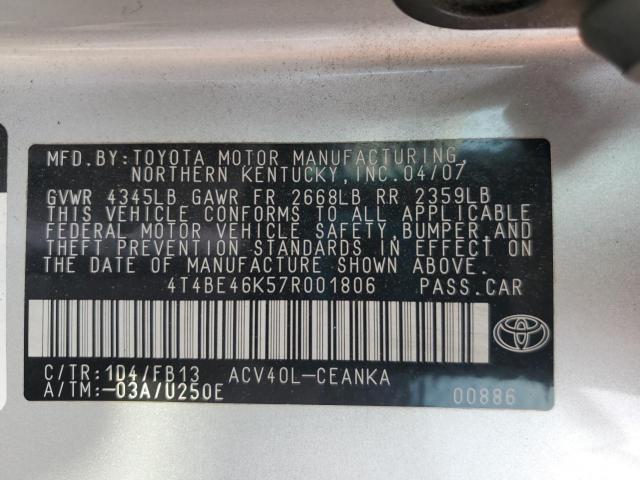 MFD.BY:TOYOTA MOTOR MANUFACTURING,
NORTHERN KENTUCKY,INC.04/07
GVWR 4345LB GAWR FR 2668LB RR 2359LB
THIS VEHICLE CONFORMS TO ALL APPLICABLE
FEDERAL MOTOR VEHICLE SAFETY,BUMPER,AND
THEFT PREVENTION STANDARDS IN EFFECT ON
THE DATE OF MANUFACTURE SHOWN ABOVE.
4T4BE46K57R001806 PASS.CAR
C/TR:1D4/FB13 ACV40L-CEANKA
A/TM:-03A/U250E 00886